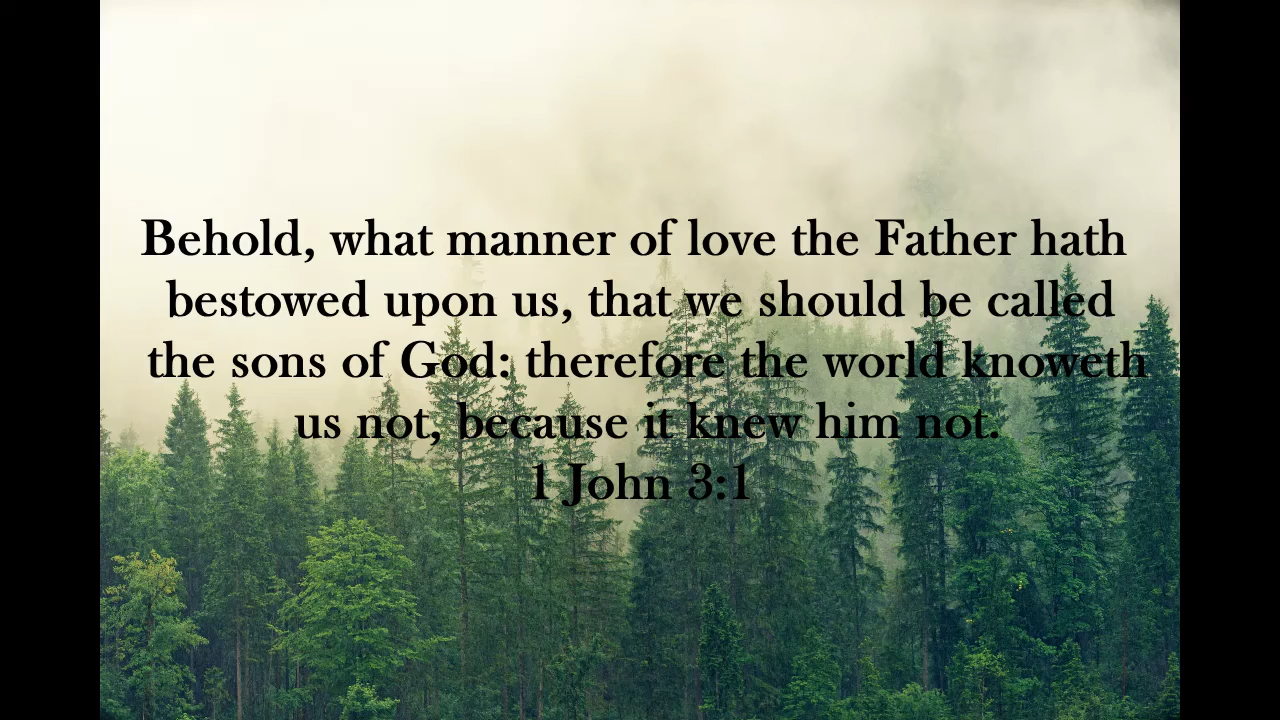 Behold, what manner of love the Father hath
bestowed upon us, that we should be called
the sons of God: therefore the world knoweth
us not, because it knew him not.
1 John 3:1